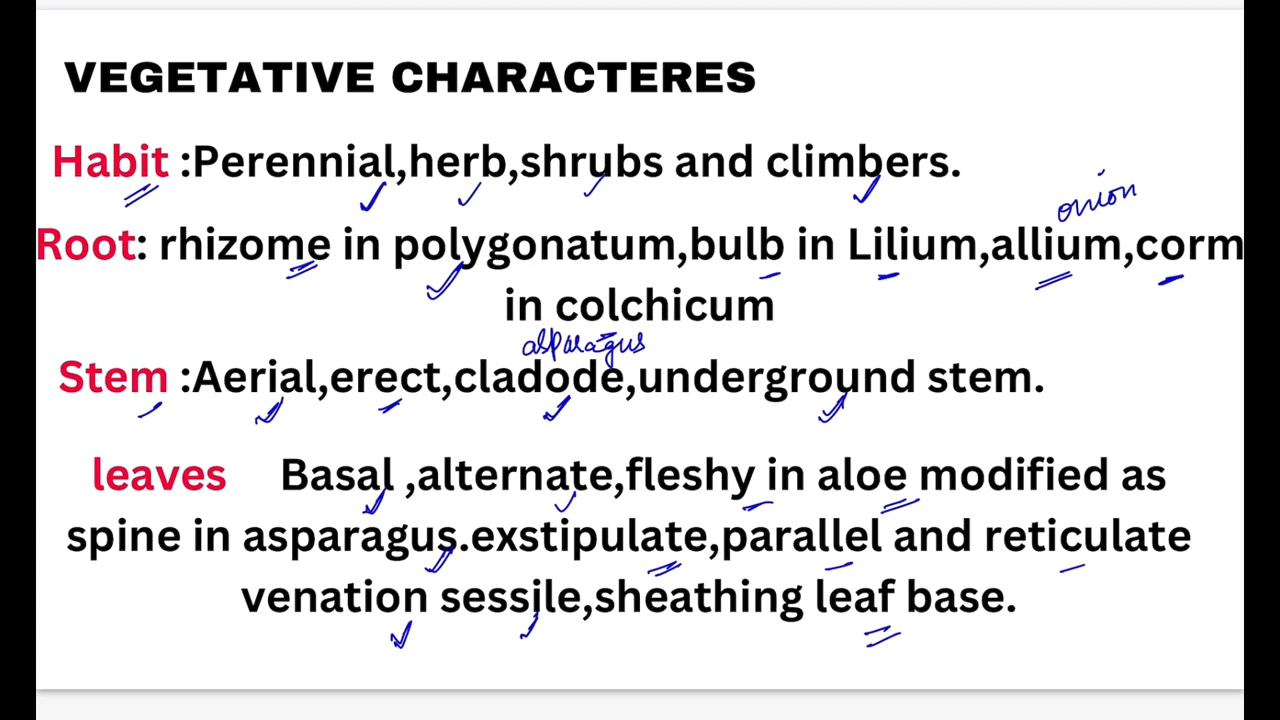 VEGETATIVE CHARACTERES
Habit :Perennial,herb,shrubs and climbers.
onion
Root: rhizome in polygonatum,bulb in Lilium,allium,corm
in colchicum
asparagus
Stem :Aerial,erect,cladode,underground stem.
leaves Basal ,alternate,fleshy in aloe modified as
spine in asparagus.exstipulate,parallel and reticulate
venation sessile,sheathing leaf base.